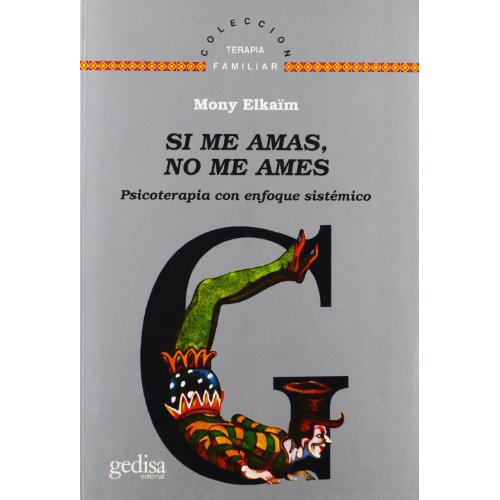 COLECCION
TERAPIA
FAMILIAR
Mony Elkaïm
SI ME AMAS,
NO ME AMES
Psicoterapia con enfoque sistémico
G
gedisa
editorial